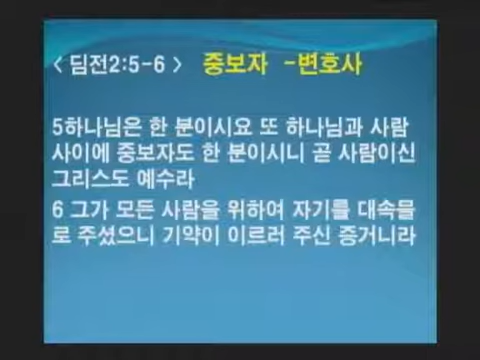 < 딤전2:5-6 > 중보자 -변호사
5하나님은 한 분이시요 또 하나님과 사람
사이에 중보자도 한 분이시니 곧 사람이신
그리스도 예수라
6 그가 모든 사람을 위하여 자기를 대속물
로 주셨으니 기약이 이르러 주신 증거니라